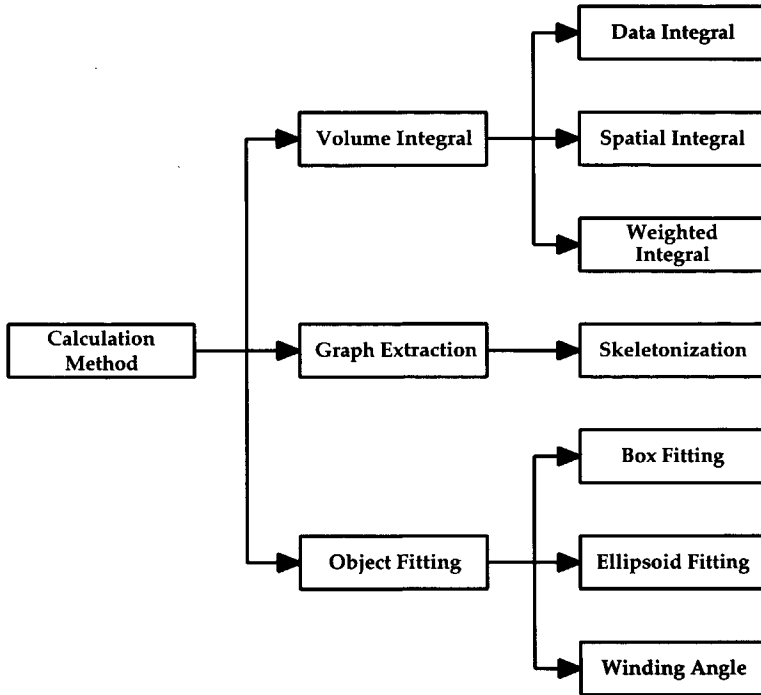 Data Integral
Volume Integral
Spatial Integral
Weighted
Integral
Calculation
Method
Graph Extraction
Skeletonization
Box Fitting
Object Fitting
Ellipsoid Fitting
Winding Angle